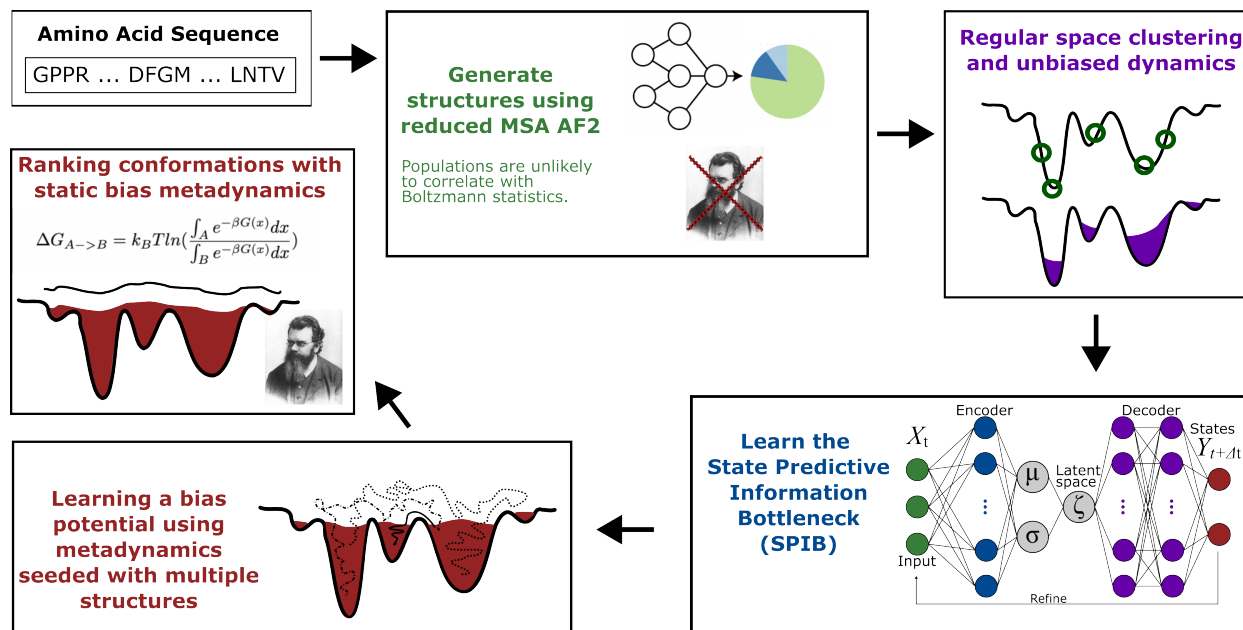 Amino Acid Sequence
GPPR ... DFGM ... LNTV
Generate
structures using
reduced MSA AF2
Populations are unlikely
to correlate with
Boltzmann statistics.
Regular space clustering
and unbiased dynamics
Learn the
State Predictive
Information
Bottleneck
(SPIB)
Encoder
Decoder
X_t
States
Y_{t+Δt}
μ
Latent
space
ζ
σ
Input
Refine
Learning a bias
potential using
metadynamics
seeded with multiple
structures
Ranking conformations with
static bias metadynamics
ΔG_{A->B} = k_B T ln(\frac{∫_A e^{-βG(x)} dx}{∫_B e^{-βG(x)} dx})